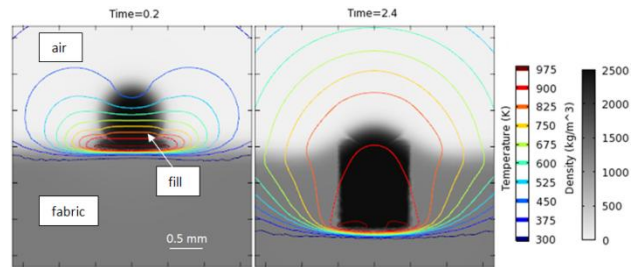 Time=0.2
Time=2.4
air
fill
fabric
0.5 mm
Temperature (K)
975
900
825
750
675
600
525
450
375
300
Density (kg/m^3)
2500
2000
1500
1000
500
0